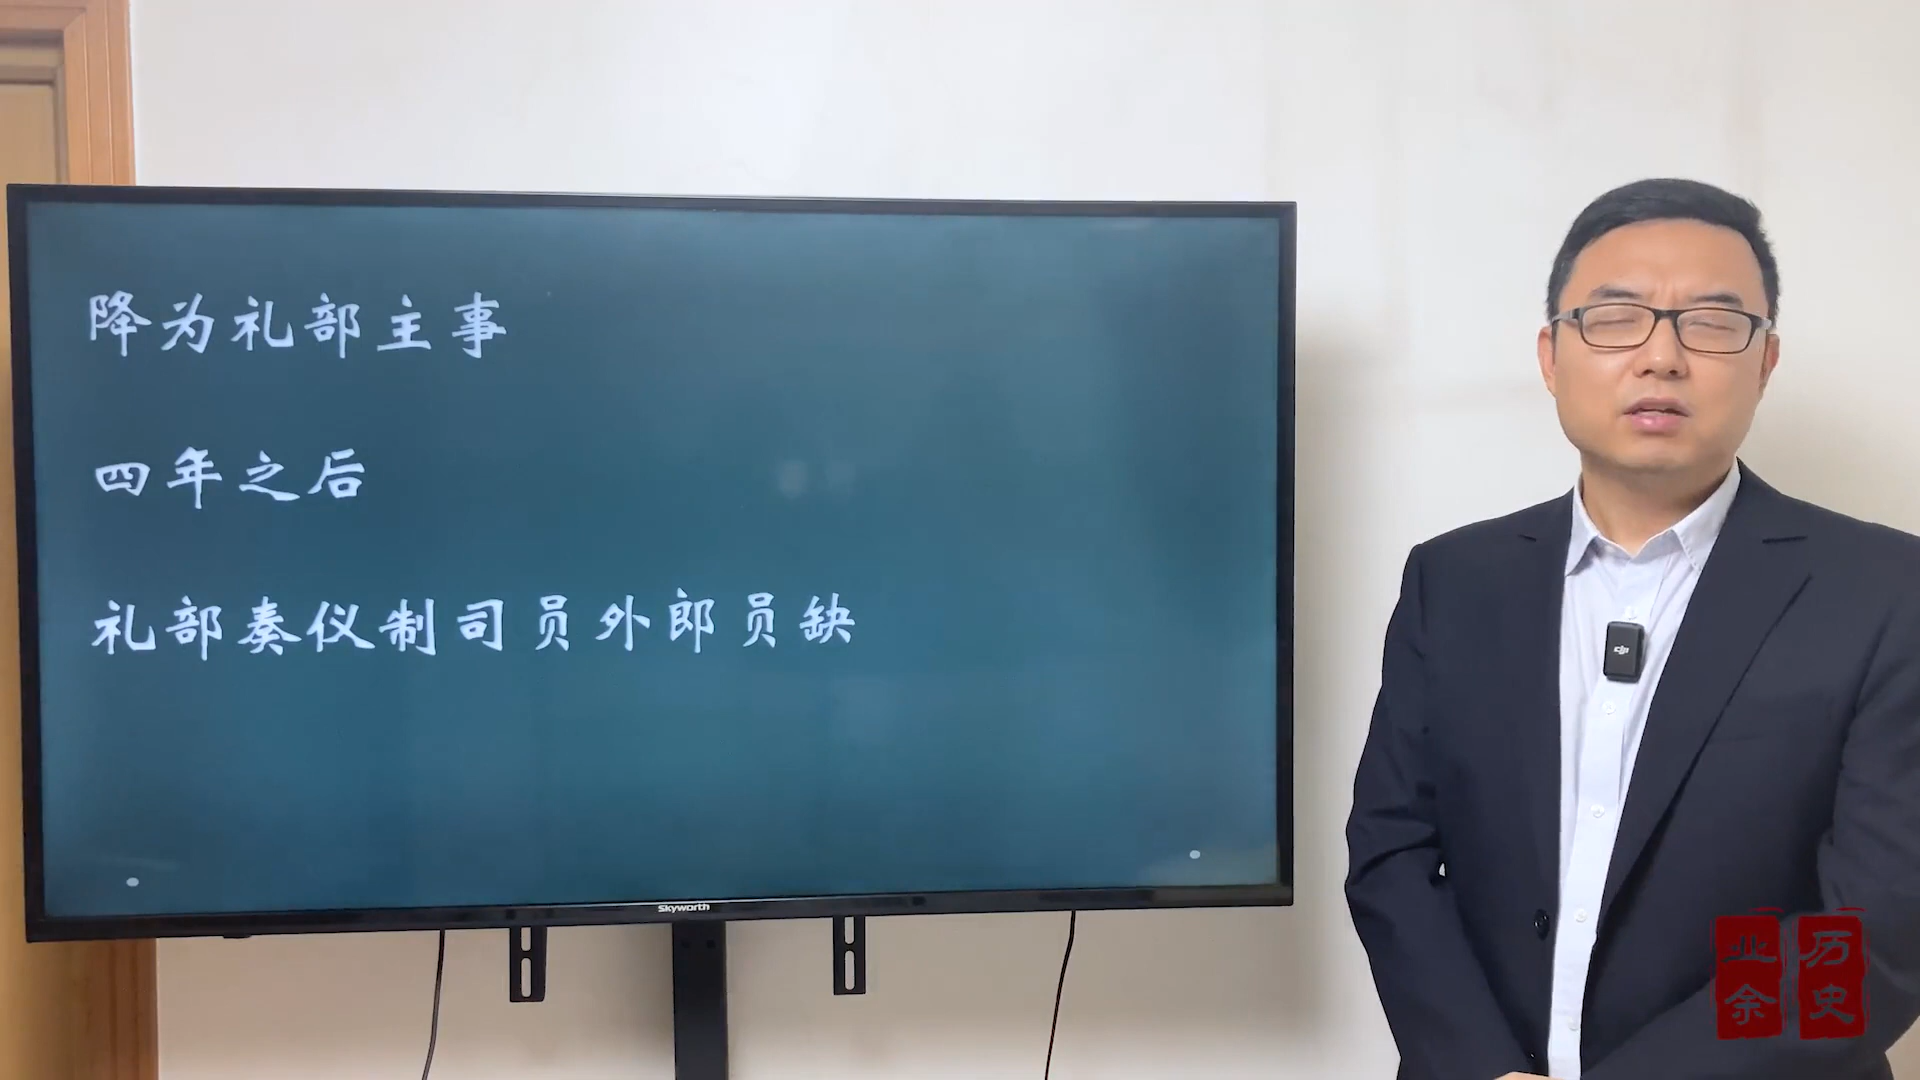 降为礼部主事
四年之后
礼部奏仪制司员外郎员缺
Skyworth
dji
业余
历史